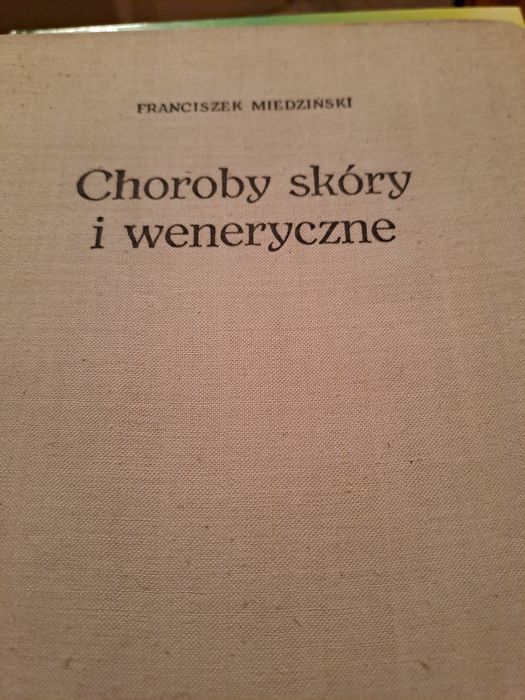 FRANCISZEK MIEDZIŃSKI
Choroby skóry
i weneryczne